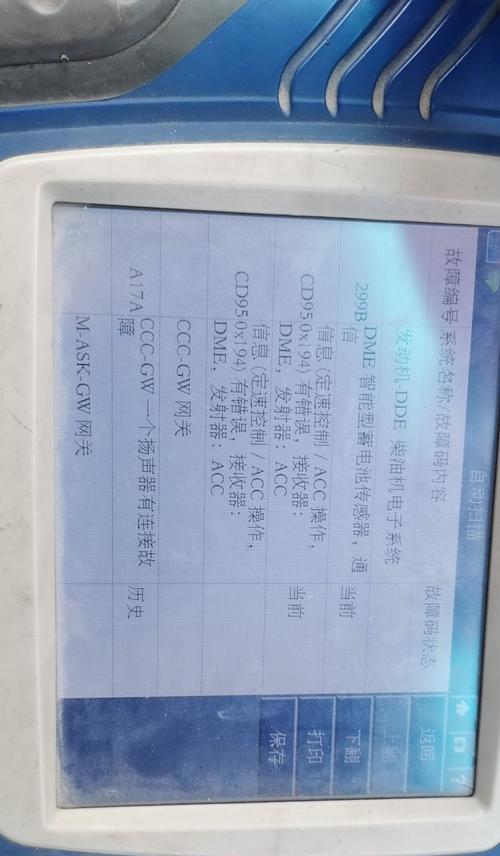 自动扫描
故障编号 系统名称/故障码内容 故障码状态
发动机-DDE 柴油机电子系统
299B DME 智能型蓄电池传感器，通信 当前
信息 (定速控制 / ACC 操作，
CD95 0x194) 有错误，接收器： 当前
DME，发射器：ACC
信息 (定速控制 / ACC 操作，
CD95 0x194) 有错误，接收器：
DME，发射器：ACC
CCC-GW 网关
A17A CCC-GW 一个扬声器有连接故障 历史
M-ASK-GW 网关
?
返回
上翻
下翻
打印
保存